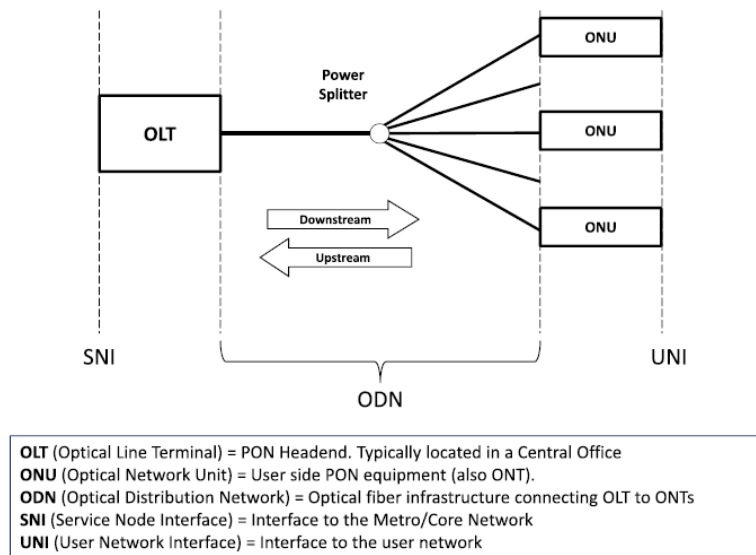 ONU
Power
Splitter
OLT
ONU
ONU
Downstream
Upstream
SNI
UNI
ODN
OLT (Optical Line Terminal) = PON Headend. Typically located in a Central Office
ONU (Optical Network Unit) = User side PON equipment (also ONT).
ODN (Optical Distribution Network) = Optical fiber infrastructure connecting OLT to ONTs
SNI (Service Node Interface) = Interface to the Metro/Core Network
UNI (User Network Interface) = Interface to the user network